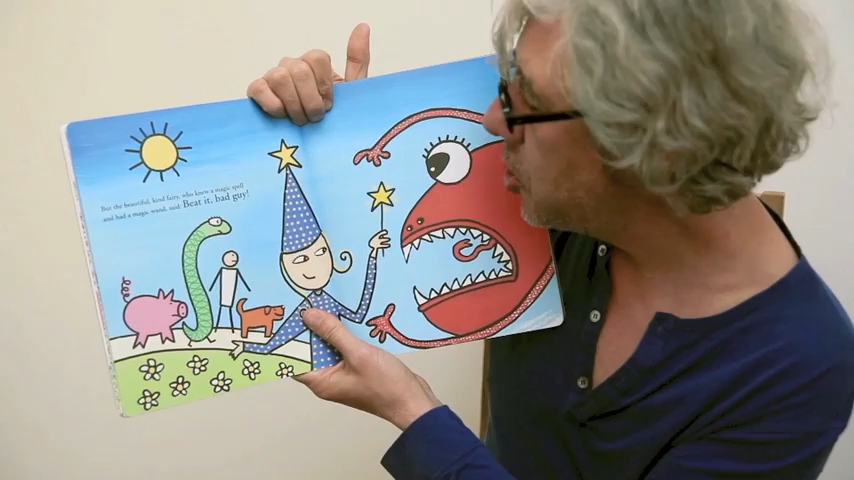 But the beautiful, kind fairy, who knew a magic spell
and had a magic wand, said: Beat it, bad guy!